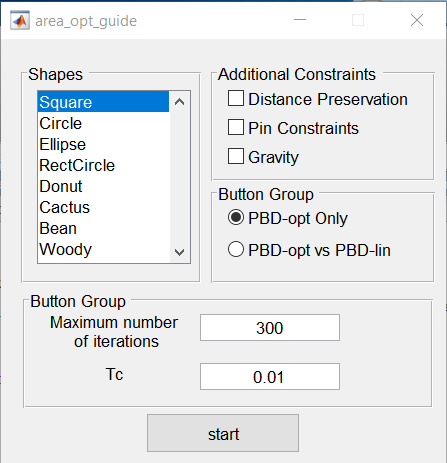 area_opt_guide
Shapes
Square
Circle
Ellipse
RectCircle
Donut
Cactus
Bean
Woody
Additional Constraints
Distance Preservation
Pin Constraints
Gravity
Button Group
PBD-opt Only
PBD-opt vs PBD-lin
Button Group
Maximum number
of iterations
300
Tc
0.01
start